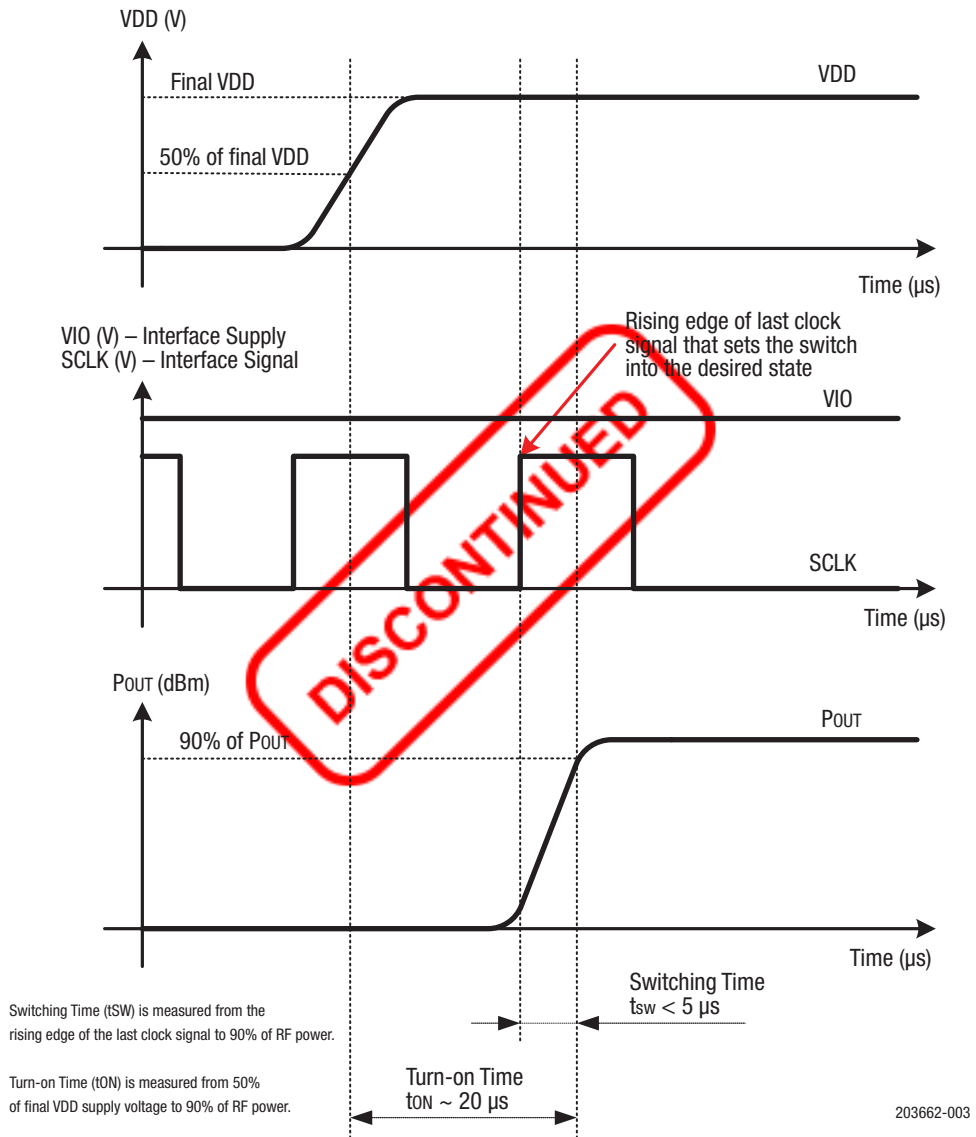 VDD (V)
Final VDD
VDD
50% of final VDD
Time (µs)
VIO (V) – Interface Supply
SCLK (V) – Interface Signal
Rising edge of last clock
signal that sets the switch
into the desired state
VIO
SCLK
Time (µs)
DISCONTINUED
POUT (dBm)
POUT
90% of POUT
Time (µs)
Switching Time
tsw < 5 µs
Switching Time (tSW) is measured from the
rising edge of the last clock signal to 90% of RF power.
Turn-on Time (tON) is measured from 50%
of final VDD supply voltage to 90% of RF power.
Turn-on Time
tON ~ 20 µs
203662-003